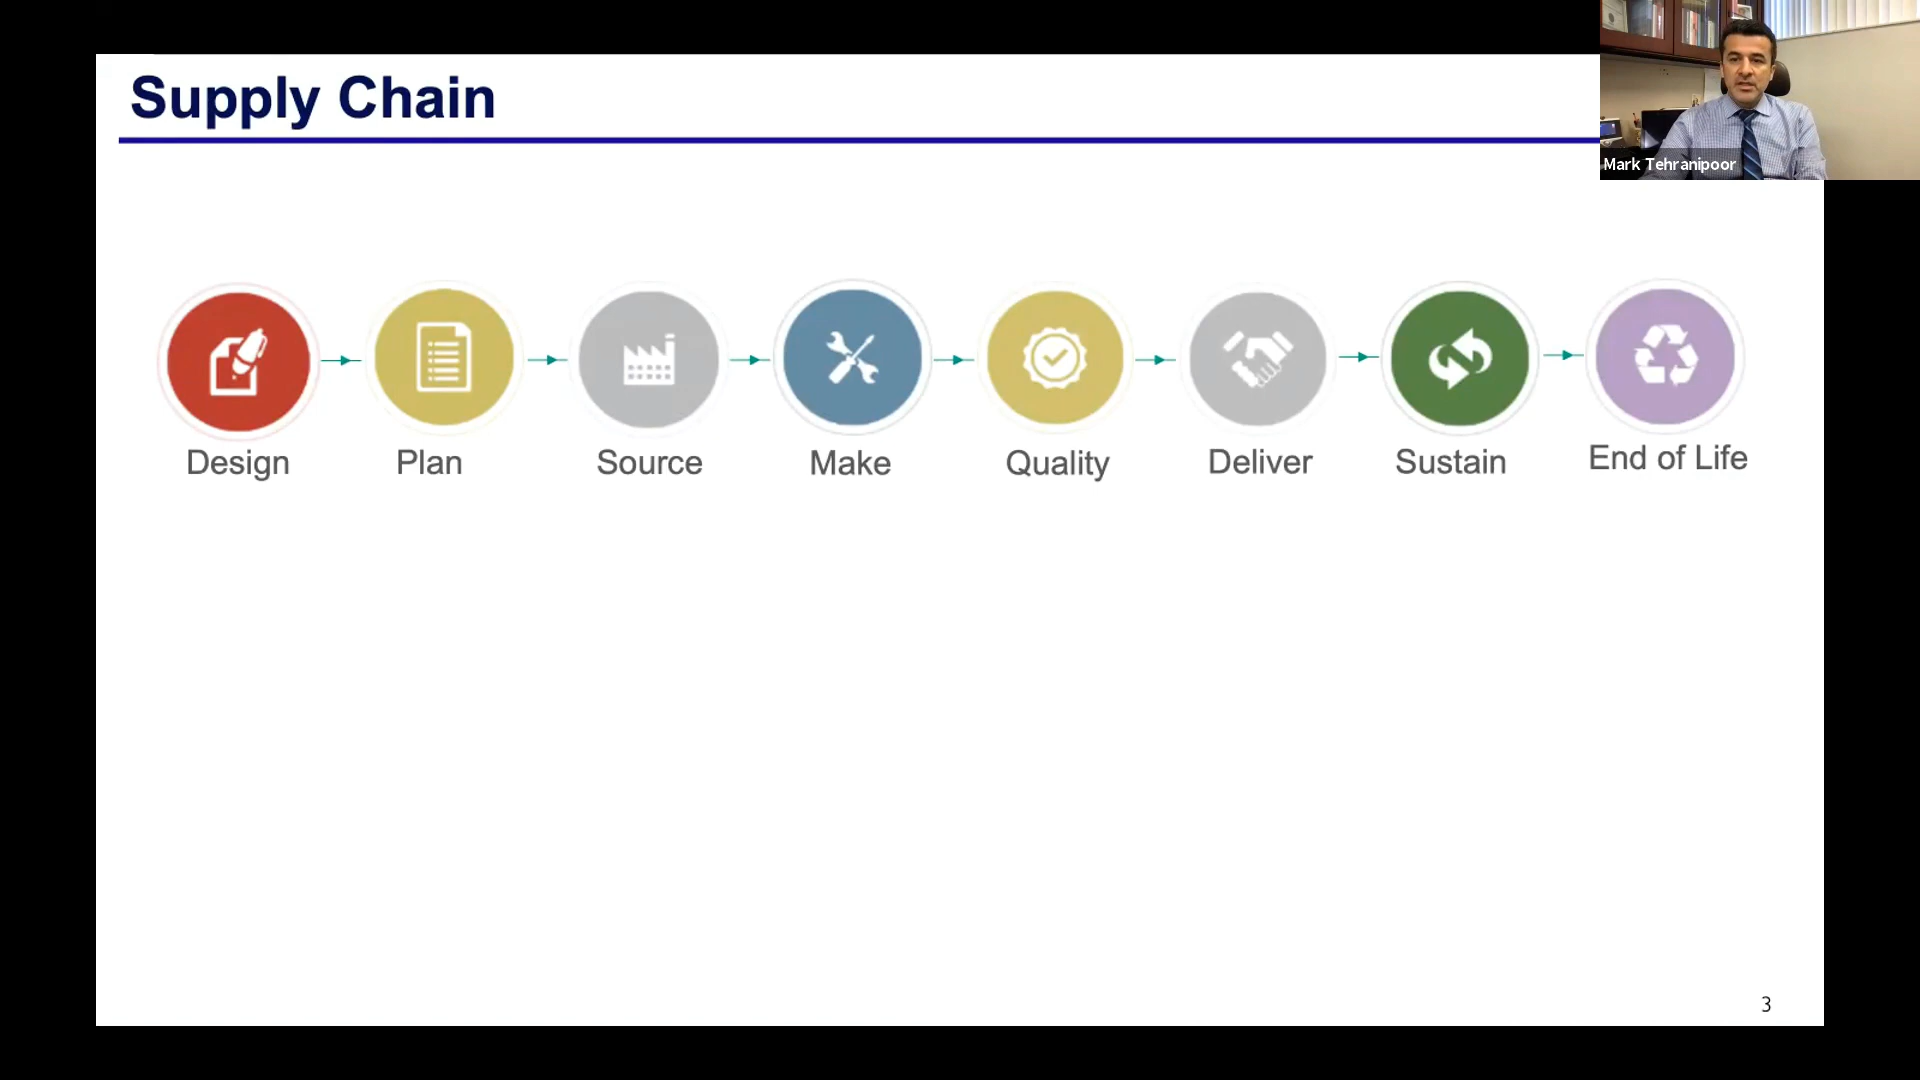 Supply Chain
Mark Tehranipoor
Design
Plan
Source
Make
Quality
Deliver
Sustain
End of Life
3